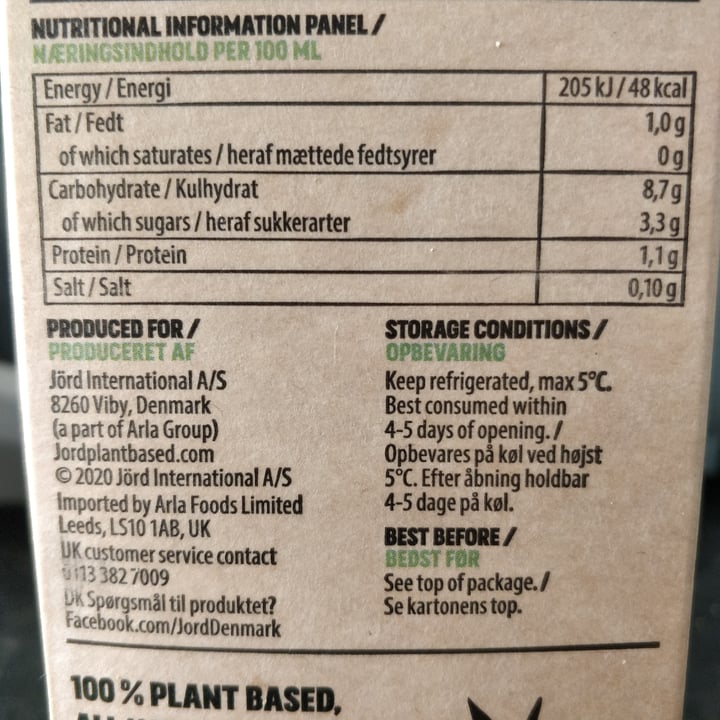 NUTRITIONAL INFORMATION PANEL /
NÆRINGSINDHOLD PER 100 ML
Energy / Energi 205 kJ / 48 kcal
Fat / Fedt 1,0 g
of which saturates / heraf mættede fedtsyrer 0 g
Carbohydrate / Kulhydrat 8,7 g
of which sugars / heraf sukkerarter 3,3 g
Protein / Protein 1,1 g
Salt / Salt 0,10 g
PRODUCED FOR /
PRODUCERET AF
Jörd International A/S
8260 Viby, Denmark
(a part of Arla Group)
Jordplantbased.com
© 2020 Jörd International A/S
Imported by Arla Foods Limited
Leeds, LS10 1AB, UK
UK customer service contact
0113 382 7009
DK Spørgsmål til produktet?
Facebook.com/JordDenmark
STORAGE CONDITIONS /
OPBEVARING
Keep refrigerated, max 5°C.
Best consumed within
4-5 days of opening. /
Opbevares på køl ved højst
5°C. Efter åbning holdbar
4-5 dage på køl.
BEST BEFORE /
BEDST FØR
See top of package. /
Se kartonens top.
100 % PLANT BASED,